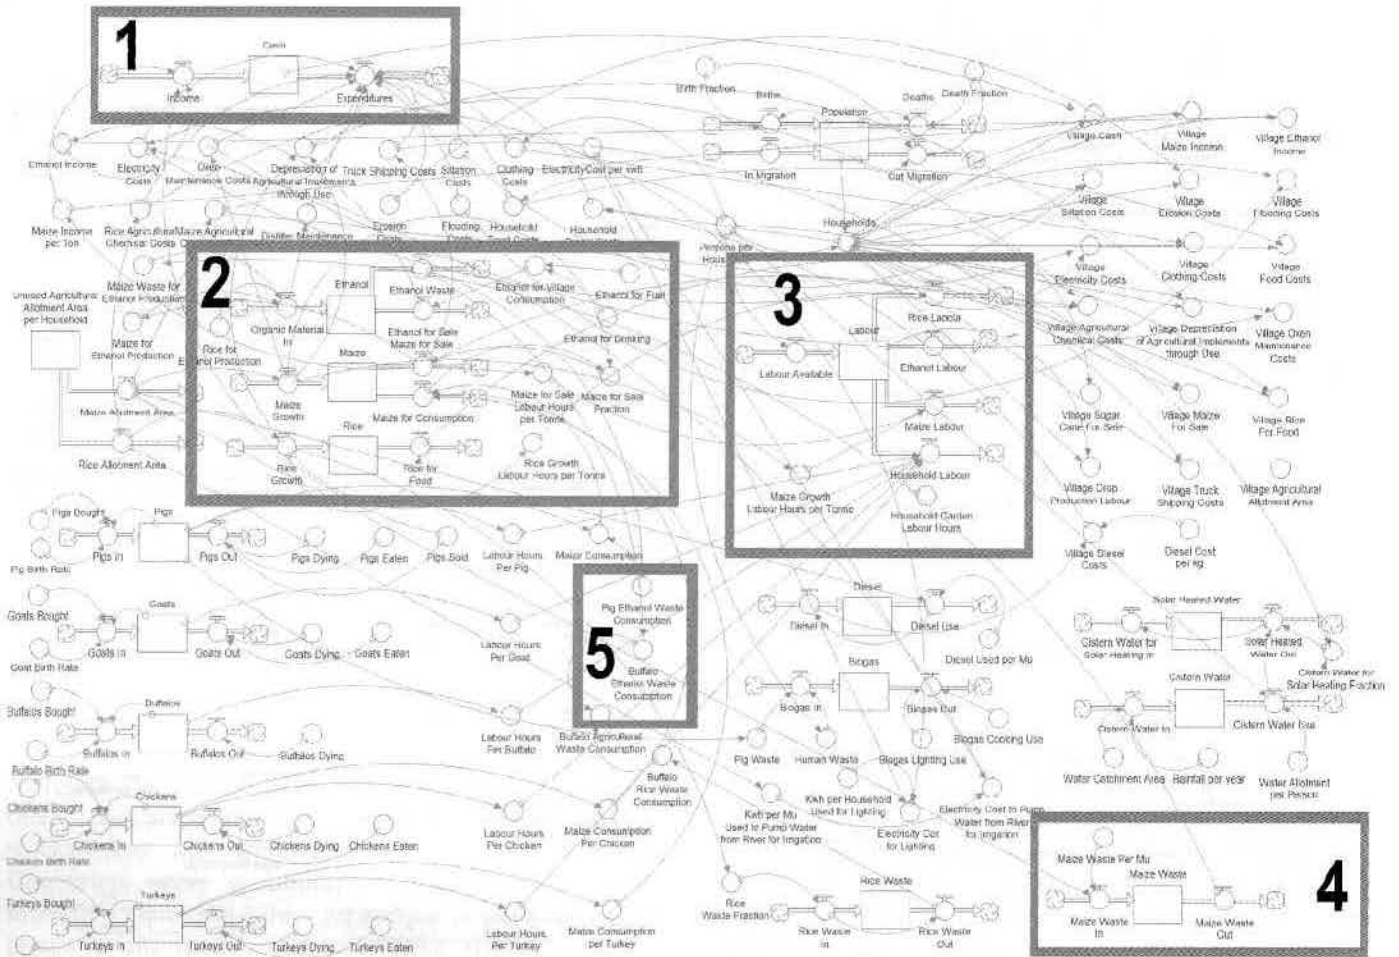 1
Cash
Income
Expenditures
Birth Fraction
Births
Population
Deaths
Death Fraction
In Migration
Out Migration
Village Cash
Village
Maize Income
Village Ethanol
Income
Ethanol Income
Electricity
Costs
Maintenance Costs
Depreciation of
Agricultural Implements
through Use
Truck Shipping Costs
Siltation
Costs
Clothing
Costs
Electricity Cost per kwh
Maize Income
per Ton
Rice Agricultural
Chemical Costs
Maize Agricultural
Distiller Maintenance
Erosion
Flooding
Household
Household
Persons per
Households
Village
Siltation Costs
Village
Erosion Costs
Village
Flooding Costs
Village
Electricity Costs
Village
Clothing Costs
Village
Food Costs
Village Agricultural
Chemical Costs
Village Depreciation
of Agricultural Implements
through Use
Village Oxen
Maintenance
Costs
Village Sugar
Cane For Sale
Village Maize
For Sale
Village Rice
For Food
Village Crop
Production Labour
Village Truck
Shipping Costs
Village Agricultural
Allotment Area
Village Diesel
Costs
Diesel Cost
per kg
Unused Agricultural
Allotment Area
per Household
Maize Waste for
Ethanol Production
Maize for
Ethanol Production
Rice for
Ethanol Production
Maize Allotment Area
Rice Allotment Area
2
Ethanol
Ethanol Waste
Ethanol for Village
Consumption
Ethanol for Fuel
Organic Material
In
Ethanol for Sale
Maize for Sale
Ethanol for Drinking
Maize
Maize
Growth
Maize for Consumption
Maize for Sale
Labour Hours
per Tonne
Maize for Sale
Fraction
Rice
Rice
Growth
Rice for
Food
Rice Growth
Labour Hours per Tonne
3
Labour
Labour Available
Ethanol Labour
Maize Labour
Household Labour
Maize Growth
Labour Hours per Tonne
Household Garden
Labour Hours
Pigs Bought
Pigs
Pigs In
Pigs Out
Pigs Dying
Pigs Eaten
Pigs Sold
Labour Hours
Per Pig
Maize Consumption
Pig Birth Rate
Goats Bought
Goats
Goats In
Goats Out
Goats Dying
Goats Eaten
Labour Hours
Per Goat
Goat Birth Rate
5
Pig Ethanol Waste
Consumption
Buffalo
Ethanol Waste
Consumption
Buffalos Bought
Buffalos
Buffalos In
Buffalos Out
Buffalos Dying
Labour Hours
Per Buffalo
Buffalo Agricultural
Waste Consumption
Buffalo Birth Rate
Buffalo
Rice Waste
Consumption
Chickens Bought
Chickens
Chickens In
Chickens Out
Chickens Dying
Chickens Eaten
Labour Hours
Per Chicken
Maize Consumption
Per Chicken
Chicken Birth Rate
Turkeys Bought
Turkeys
Turkeys In
Turkeys Out
Turkeys Dying
Turkeys Eaten
Labour Hours
Per Turkey
Maize Consumption
per Turkey
Diesel
Diesel In
Diesel Use
Diesel Used per Mu
Biogas
Biogas In
Biogas Out
Biogas Cooking Use
Pig Waste
Human Waste
Biogas Lighting Use
Kwh per Mu
Used to Pump Water
from River for Irrigation
Kwh per Household
Used for Lighting
for Lighting
Electricity Cost to Pump
Water from River
for Irrigation
Rice
Waste Fraction
Rice Waste
Rice Waste
In
Rice Waste
Out
Solar Heated Water
Cistern Water for
Solar Heating In
Solar Heated
Water Out
Cistern Water for
Solar Heating Fraction
Cistern Water
Cistern Water In
Cistern Water Use
Water Catchment Area
Rainfall per year
Water Allotment
per Person
4
Maize Waste Per Mu
Maize Waste
Maize Waste
In
Maize Waste
Out